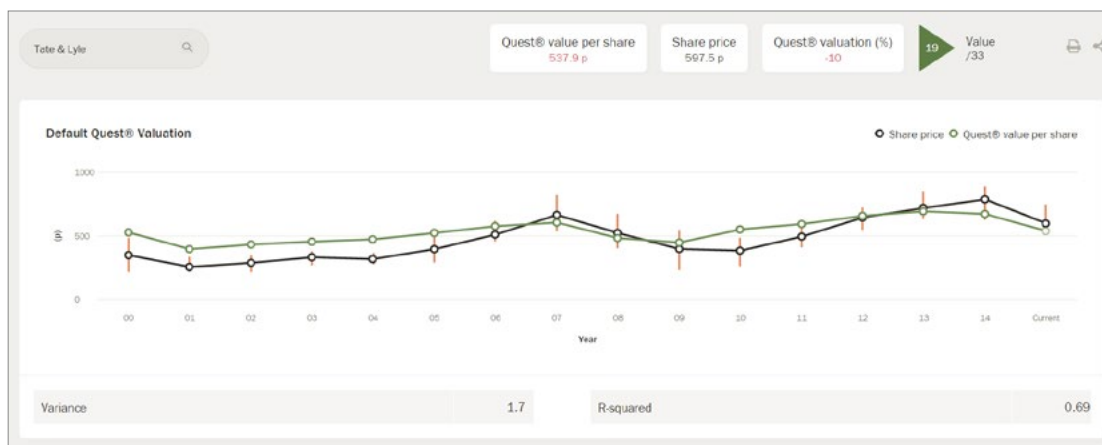 Tate & Lyle
Quest® value per share
537.9 p
Share price
597.5 p
Quest® valuation (%)
-10
19
Value
/33
Default Quest® Valuation
Share price
Quest® value per share
1000
500
0
(p)
00 01 02 03 04 05 06 07 08 09 10 11 12 13 14 Current
Year
Variance 1.7
R-squared 0.69